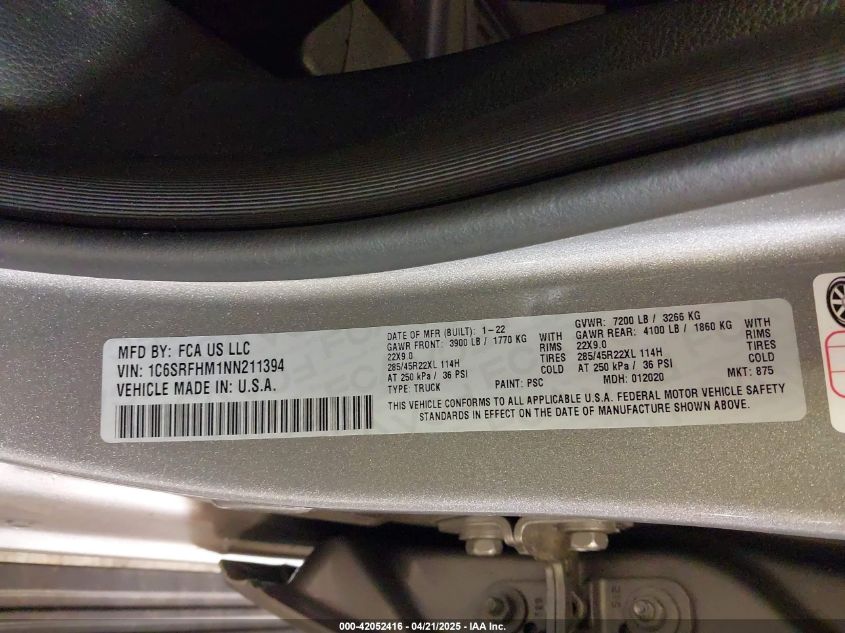 MFD BY: FCA US LLC
VIN: 1C6SRFHM1NN211394
VEHICLE MADE IN: U.S.A.
DATE OF MFR (BUILT): 1-22 GVWR: 7200 LB / 3266 KG
GAWR FRONT: 3900 LB / 1770 KG WITH GAWR REAR: 4100 LB / 1860 KG WITH
22X9.0 RIMS 22X9.0 RIMS
285/45R22XL 114H TIRES 285/45R22XL 114H TIRES
AT 250 kPa / 36 PSI COLD AT 250 kPa / 36 PSI COLD
TYPE: TRUCK PAINT: PSC MDH: 012020 MKT: 875
THIS VEHICLE CONFORMS TO ALL APPLICABLE U.S.A. FEDERAL MOTOR VEHICLE SAFETY
STANDARDS IN EFFECT ON THE DATE OF MANUFACTURE SHOWN ABOVE.
000-42052416 - 04/21/2025 - IAA Inc.